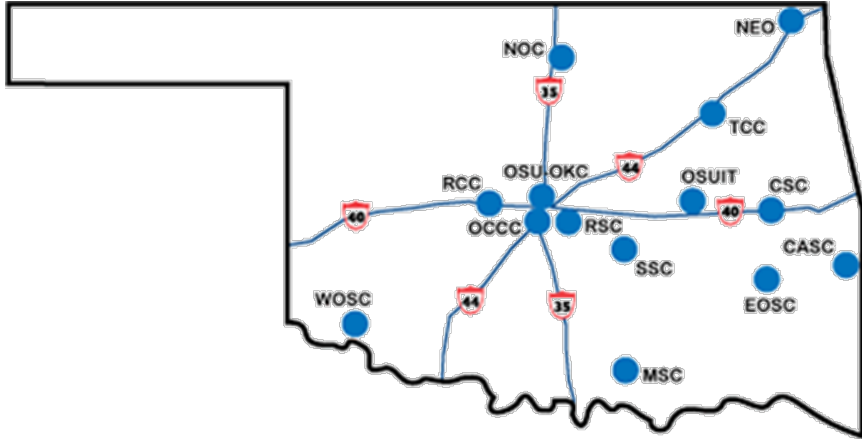 NEO
NOC
35
TCC
44
OSU-OKC
RCC
OSUIT
CSC
40
40
OCCC
RSC
CASC
SSC
WOSC
44
35
EOSC
MSC